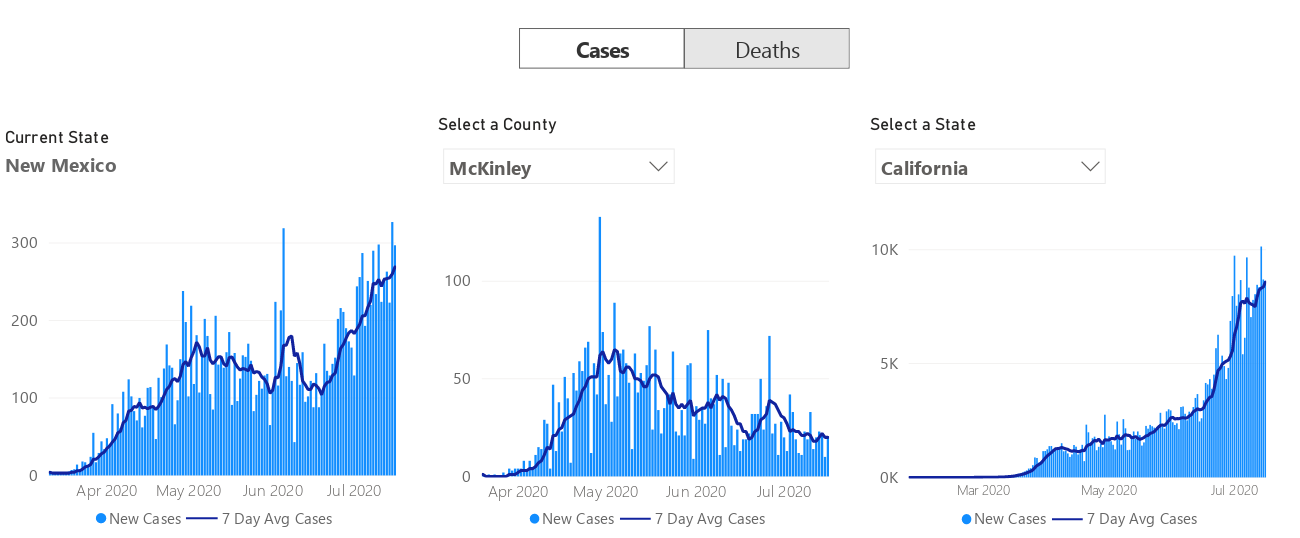 Cases Deaths
Current State
New Mexico
Select a County
McKinley
Select a State
California
300
200
100
0
Apr 2020 May 2020 Jun 2020 Jul 2020
New Cases 7 Day Avg Cases
100
50
0
Apr 2020 May 2020 Jun 2020 Jul 2020
New Cases 7 Day Avg Cases
10K
5K
0K
Mar 2020 May 2020 Jul 2020
New Cases 7 Day Avg Cases